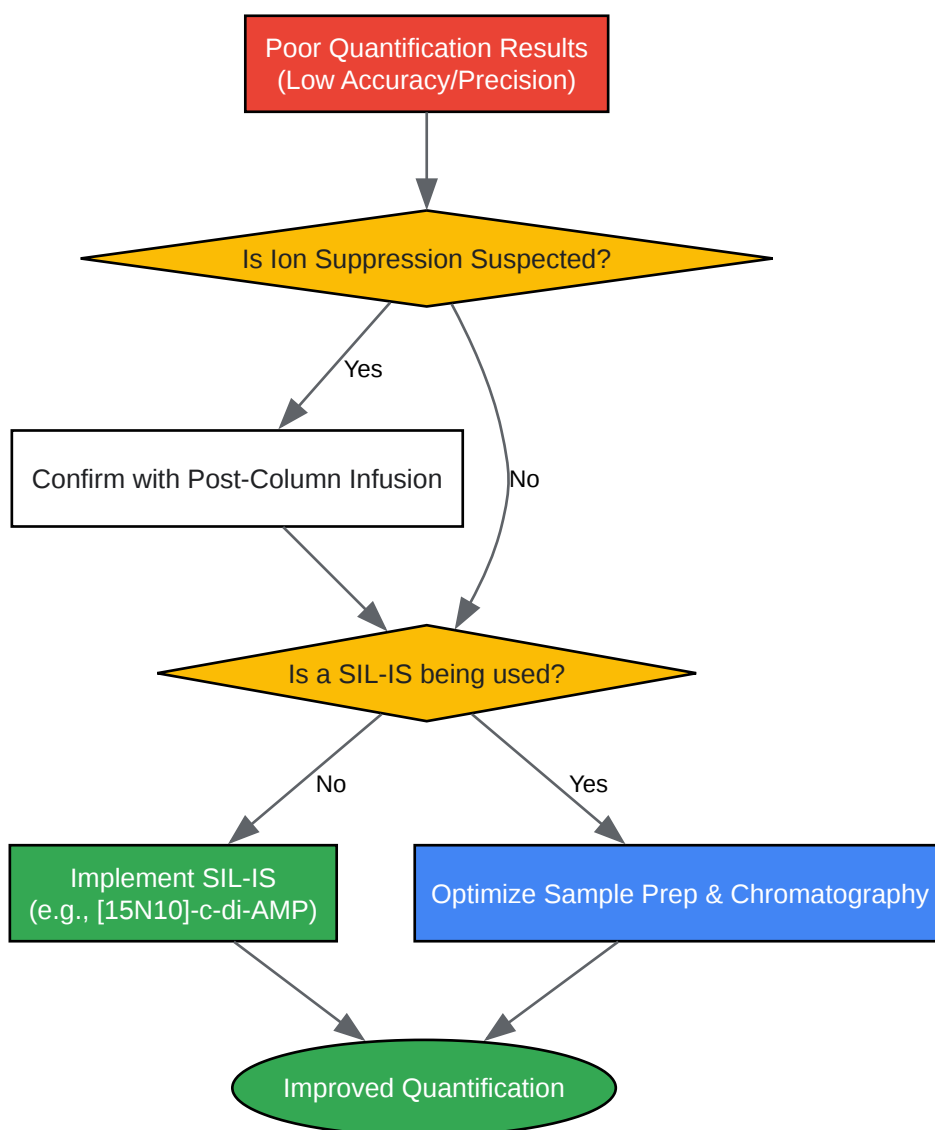 Poor Quantification Results
(Low Accuracy/Precision)
Is Ion Suppression Suspected?
Yes
Confirm with Post-Column Infusion
No
Is a SIL-IS being used?
No
Yes
Implement SIL-IS
(e.g., [15N10]-c-di-AMP)
Optimize Sample Prep & Chromatography
Improved Quantification